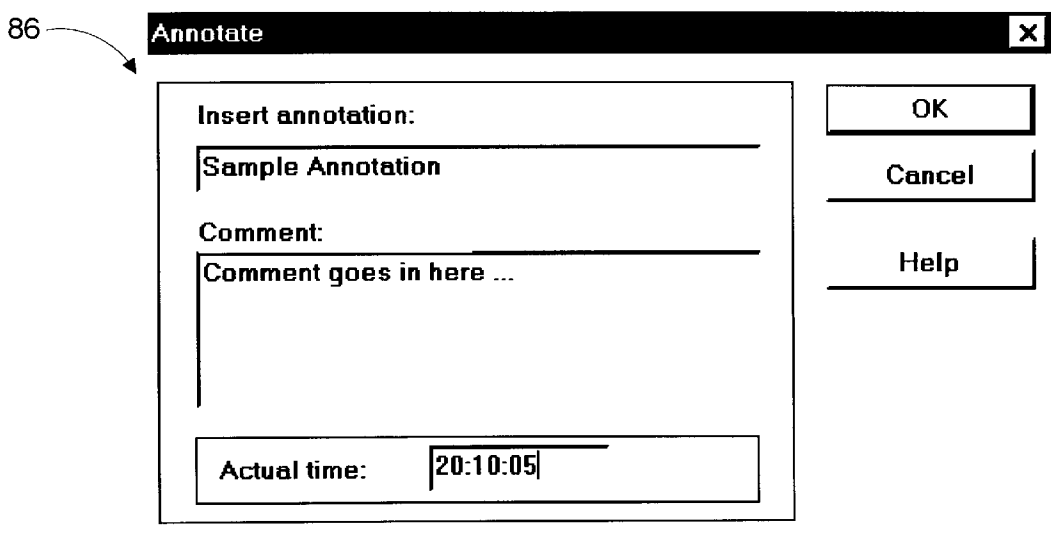 86
Annotate
Insert annotation:
Sample Annotation
Comment:
Comment goes in here ...
Actual time: 20:10:05
OK
Cancel
Help